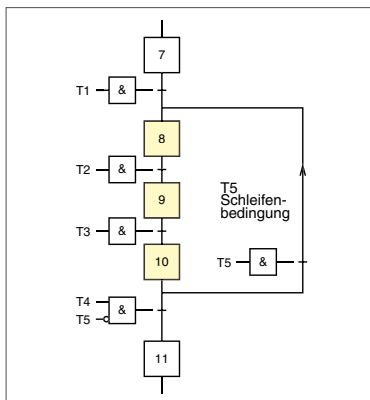 7
T1 &
8
T2 &
T5
Schleifen-
bedingung
9
T3 &
10
T5 &
T4
&
T5
11